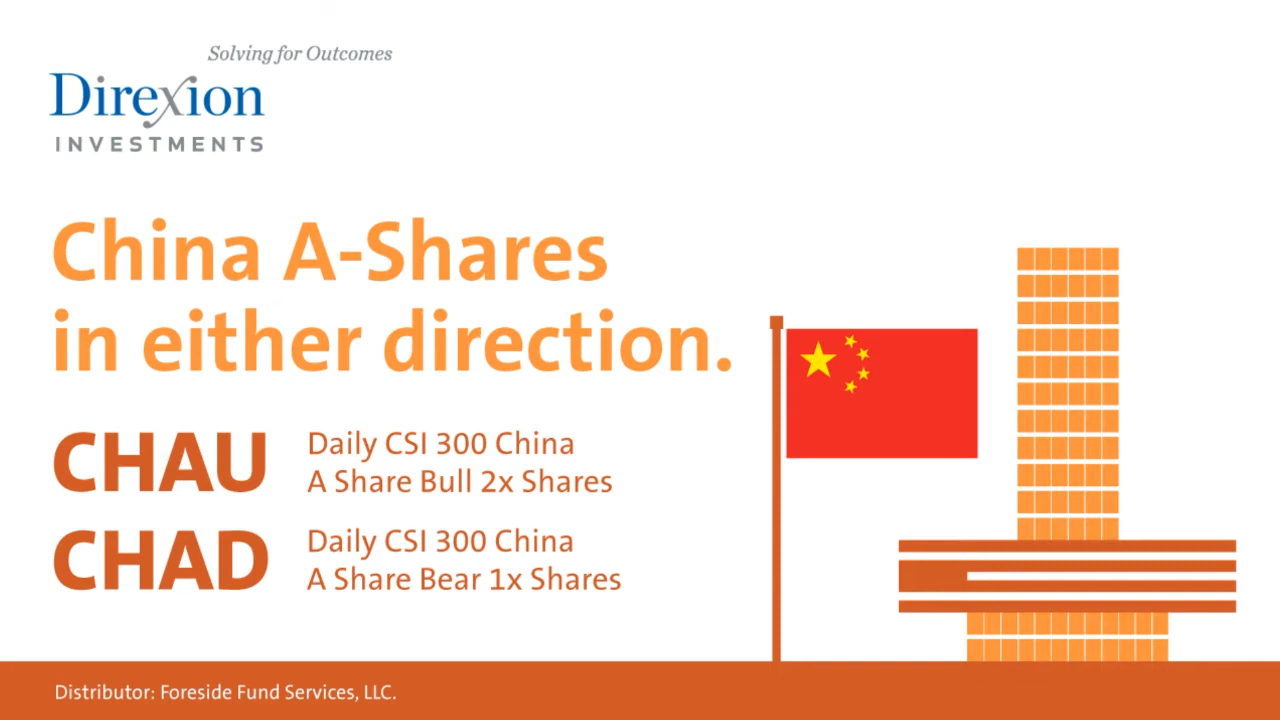 Solving for Outcomes
Direxion
INVESTMENTS
China A-Shares
in either direction.
CHAU
Daily CSI 300 China
A Share Bull 2x Shares
CHAD
Daily CSI 300 China
A Share Bear 1x Shares
Distributor: Foreside Fund Services, LLC.